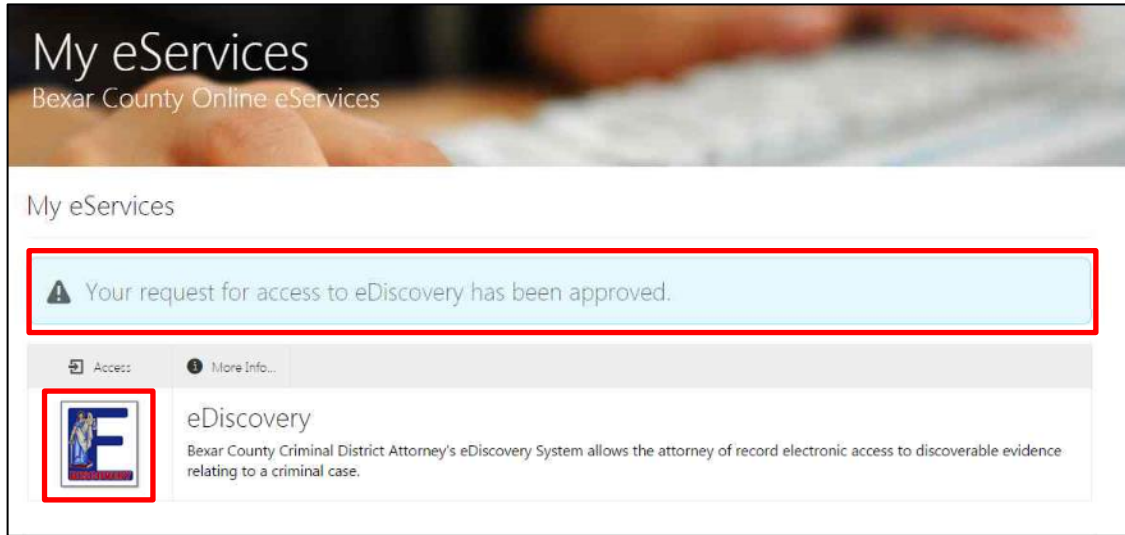 My eServices
Bexar County Online eServices
My eServices
Your request for access to eDiscovery has been approved.
Access
More Info...
E
eDiscovery
Bexar County Criminal District Attorney's eDiscovery System allows the attorney of record electronic access to discoverable evidence
relating to a criminal case.